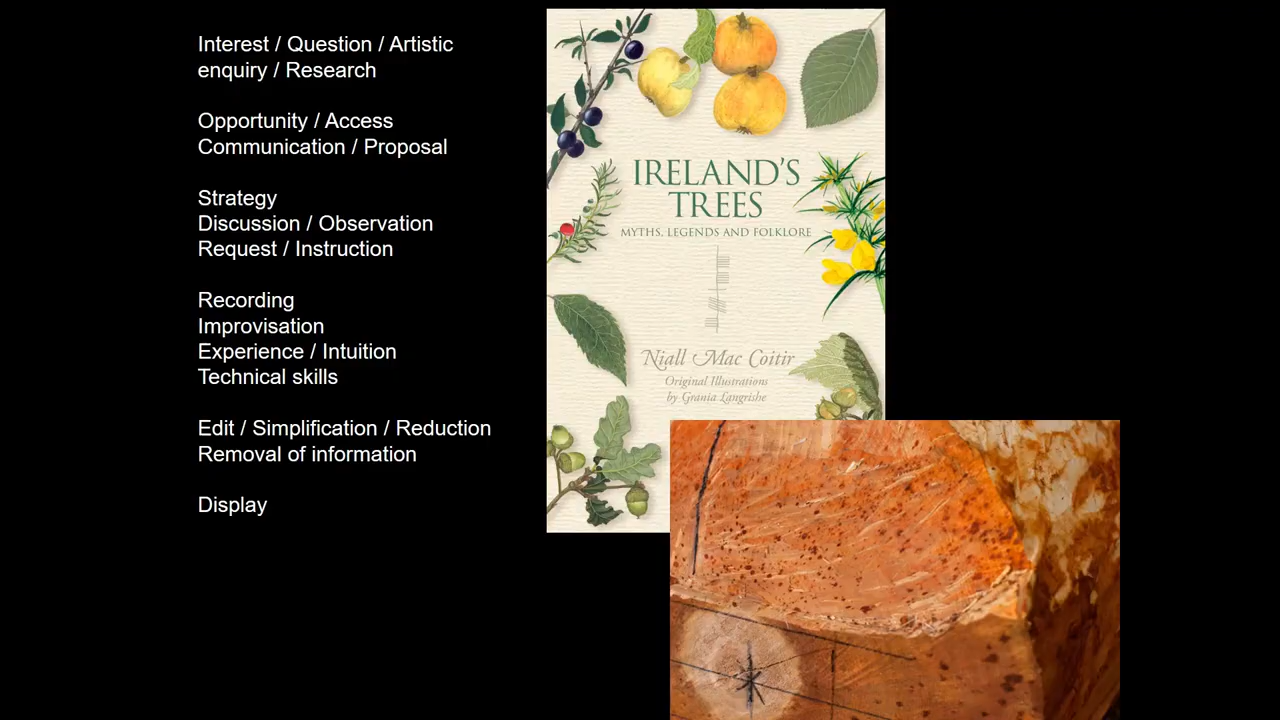 Interest / Question / Artistic
enquiry / Research
Opportunity / Access
Communication / Proposal
Strategy
Discussion / Observation
Request / Instruction
Recording
Improvisation
Experience / Intuition
Technical skills
Edit / Simplification / Reduction
Removal of information
Display
IRELAND'S
TREES
MYTHS, LEGENDS AND FOLKLORE
Niall Mac Coitir
Original Illustrations
by Grania Langrishe